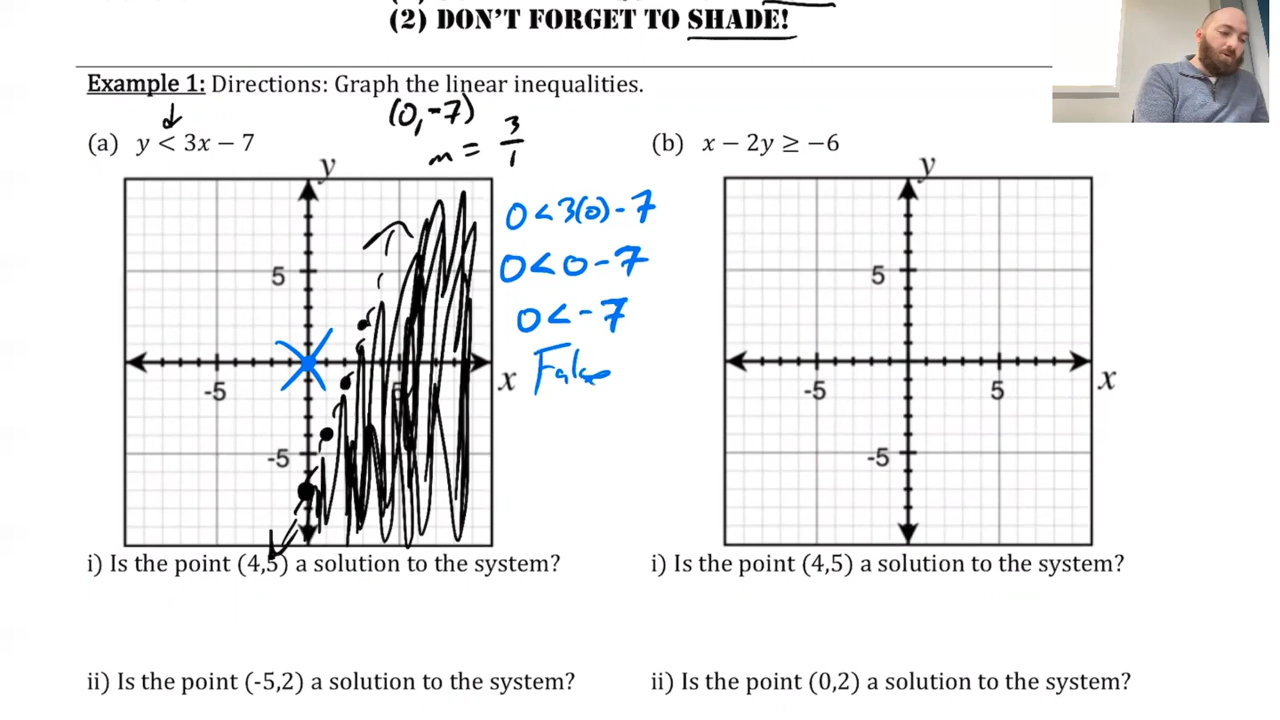 (2) DON'T FORGET TO SHADE!
Example 1: Directions: Graph the linear inequalities.
(0, -7)
m = 3/1
(a) y < 3x − 7
y
5
-5
-5
x
0 < 3(0) - 7
0 < 0 - 7
0 < - 7
False
i) Is the point (4,5) a solution to the system?
ii) Is the point (-5,2) a solution to the system?
(b) x − 2y ≥ −6
y
5
-5
5
-5
x
i) Is the point (4,5) a solution to the system?
ii) Is the point (0,2) a solution to the system?